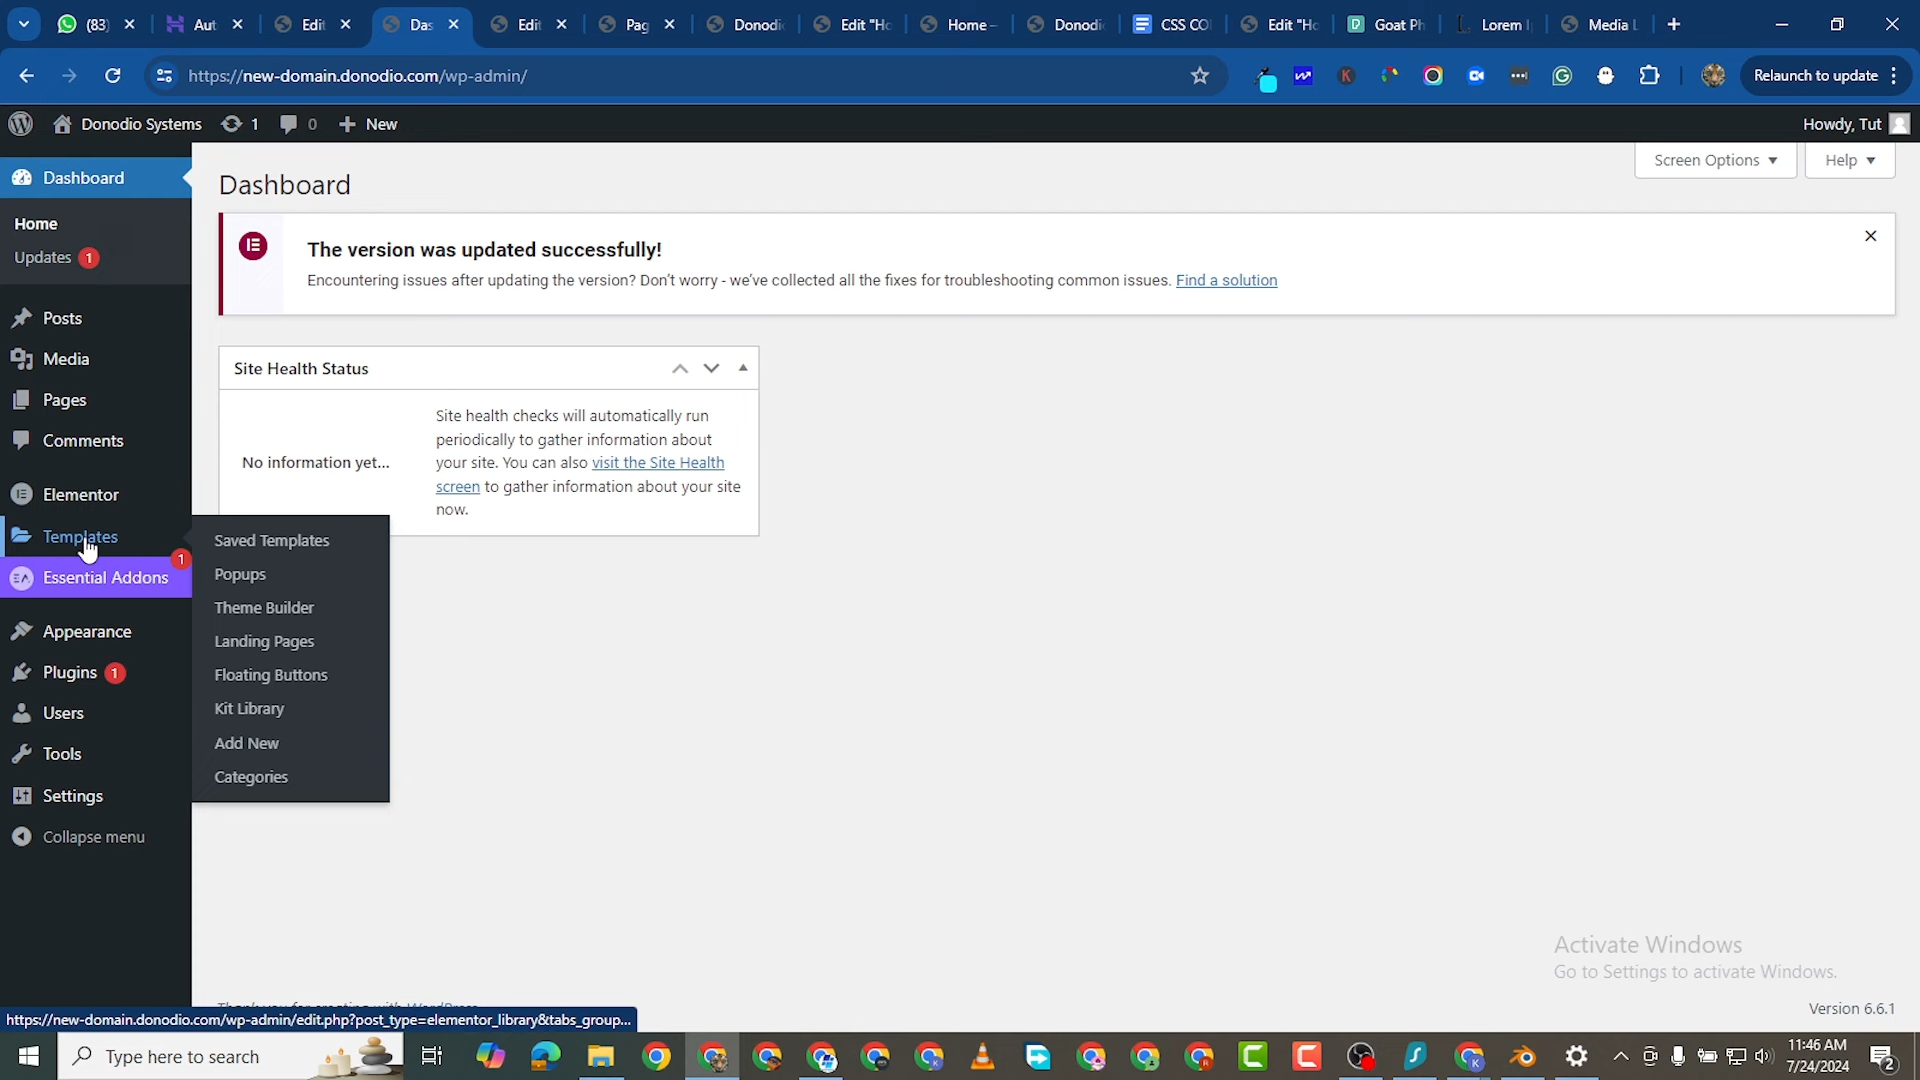 (83)
Aut
Edit
Das
Edit
Pag
Donodio
Edit "Ho
Home –
Donodio
CSS CO
Edit "Ho
Goat Ph
Lorem I
Media L
https://new-domain.donodio.com/wp-admin/
Relaunch to update
Donodio Systems
1
0
New
Howdy, Tut
Dashboard
Home
Updates 1
Posts
Media
Pages
Comments
Elementor
Templates
Essential Addons
1
Appearance
Plugins 1
Users
Tools
Settings
Collapse menu
Saved Templates
Popups
Theme Builder
Landing Pages
Floating Buttons
Kit Library
Add New
Categories
Screen Options
Help
Dashboard
The version was updated successfully!
Encountering issues after updating the version? Don't worry - we've collected all the fixes for troubleshooting common issues. Find a solution
Site Health Status
No information yet...
Site health checks will automatically run
periodically to gather information about
your site. You can also visit the Site Health
screen to gather information about your site
now.
Activate Windows
Go to Settings to activate Windows.
Version 6.6.1
https://new-domain.donodio.com/wp-admin/edit.php?post_type=elementor_library&tabs_group...
Type here to search
11:46 AM
7/24/2024
2